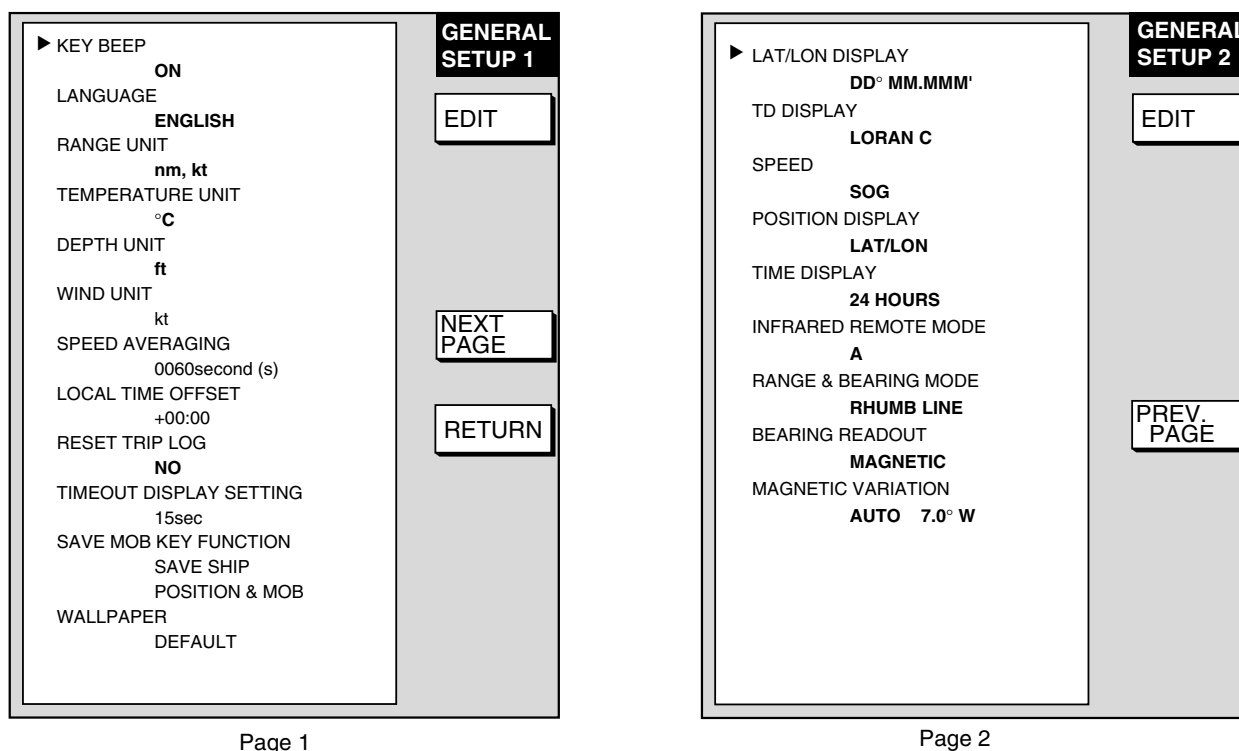 KEY BEEP
ON
LANGUAGE
ENGLISH
RANGE UNIT
nm, kt
TEMPERATURE UNIT
°C
DEPTH UNIT
ft
WIND UNIT
kt
SPEED AVERAGING
0060second (s)
LOCAL TIME OFFSET
+00:00
RESET TRIP LOG
NO
TIMEOUT DISPLAY SETTING
15sec
SAVE MOB KEY FUNCTION
SAVE SHIP
POSITION & MOB
WALLPAPER
DEFAULT
GENERAL
SETUP 1
EDIT
NEXT
PAGE
RETURN
Page 1
LAT/LON DISPLAY
DD° MM.MMM'
TD DISPLAY
LORAN C
SPEED
SOG
POSITION DISPLAY
LAT/LON
TIME DISPLAY
24 HOURS
INFRARED REMOTE MODE
A
RANGE & BEARING MODE
RHUMB LINE
BEARING READOUT
MAGNETIC
MAGNETIC VARIATION
AUTO 7.0° W
GENERAL
SETUP 2
EDIT
PREV.
PAGE
Page 2